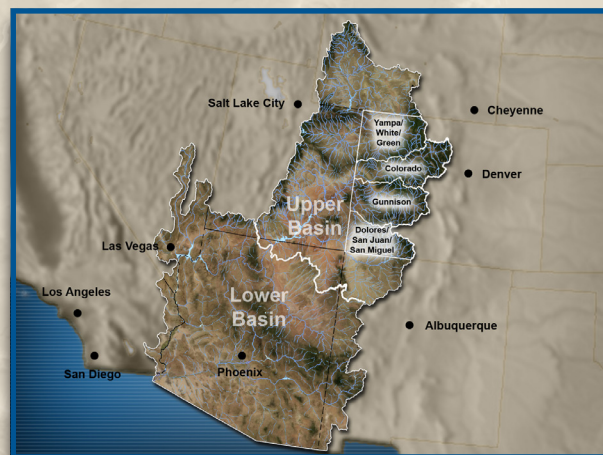 Salt Lake City
Cheyenne
Yampa/
White/
Green
Colorado
Denver
Gunnison
Upper
Basin
Dolores/
San Juan/
San Miguel
Las Vegas
Lower
Basin
Los Angeles
Albuquerque
San Diego
Phoenix